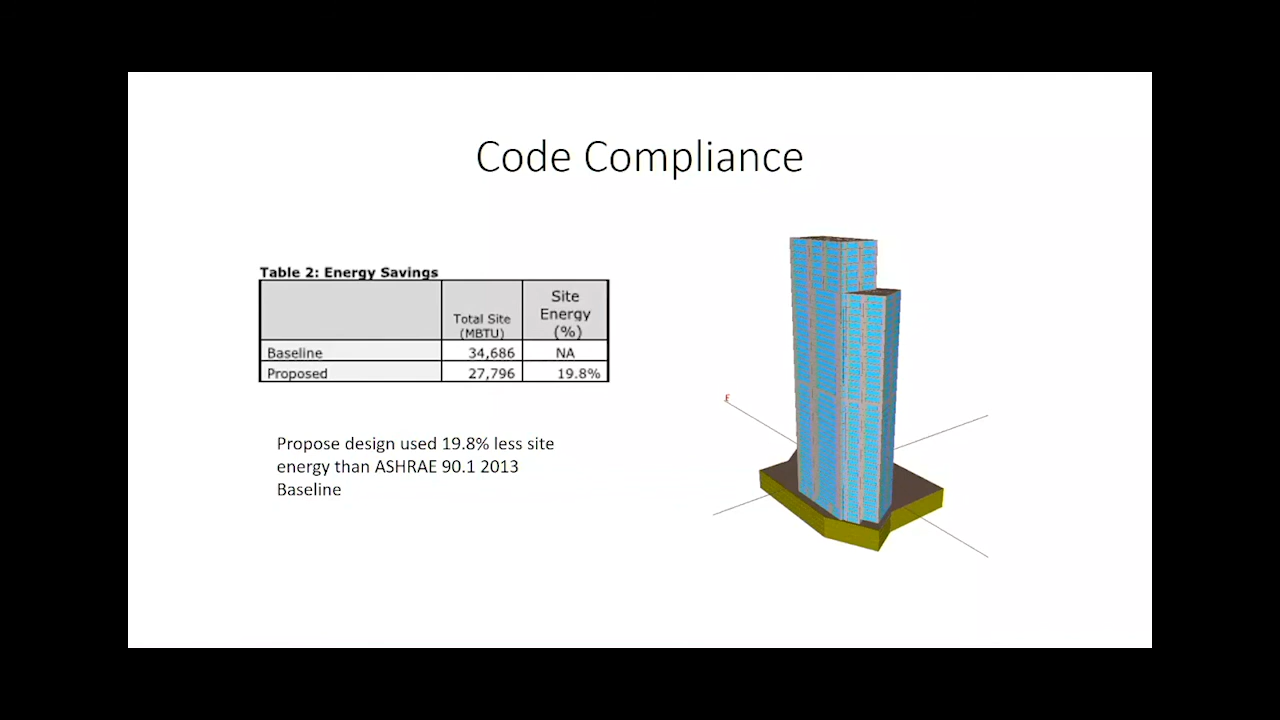 Code Compliance
Table 2: Energy Savings
Total Site
(MBTU)
Site
Energy
(%)
Baseline 34,686 NA
Proposed 27,796 19.8%
Propose design used 19.8% less site
energy than ASHRAE 90.1 2013
Baseline